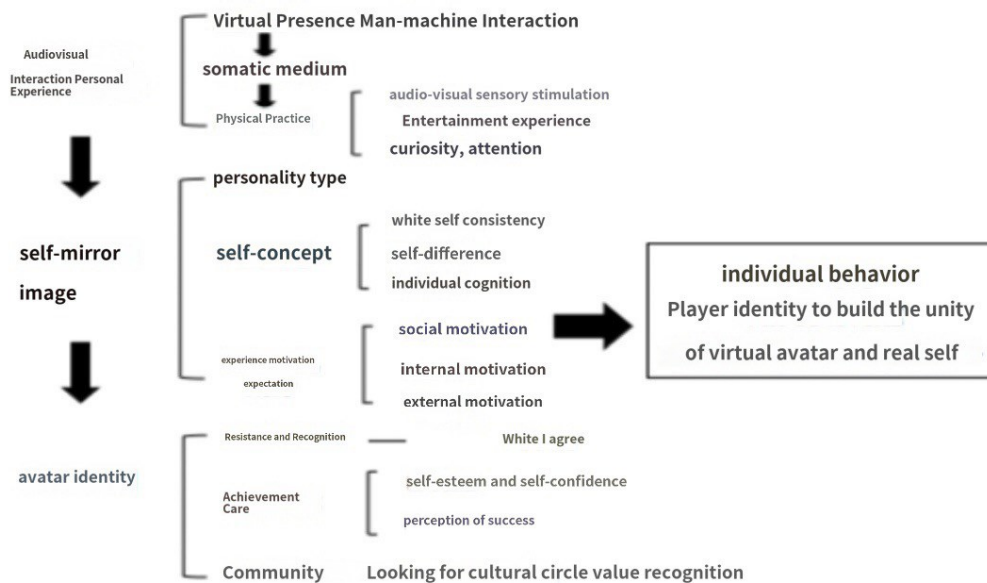 Virtual Presence Man-machine Interaction
Audiovisual
Interaction Personal
Experience
somatic medium
Physical Practice
audio-visual sensory stimulation
Entertainment experience
curiosity, attention
self-mirror
image
personality type
self-concept
white self consistency
self-difference
individual cognition
experience motivation
expectation
social motivation
internal motivation
external motivation
individual behavior
Player identity to build the unity
of virtual avatar and real self
avatar identity
Resistance and Recognition
White I agree
Achievement
Care
self-esteem and self-confidence
perception of success
Community
Looking for cultural circle value recognition